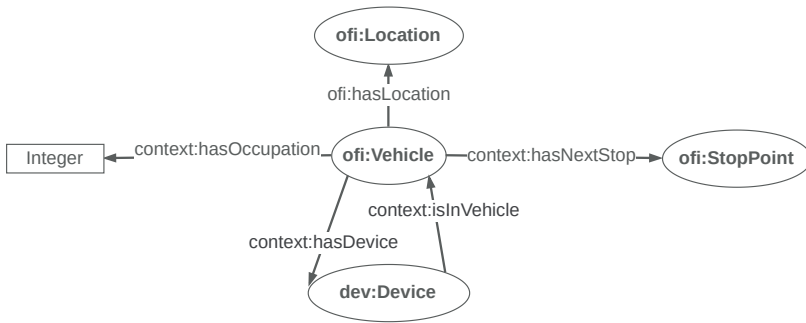 ofi:Location
ofi:hasLocation
Integer
context:hasOccupation
ofi:Vehicle
context:hasNextStop
ofi:StopPoint
context:isInVehicle
context:hasDevice
dev:Device